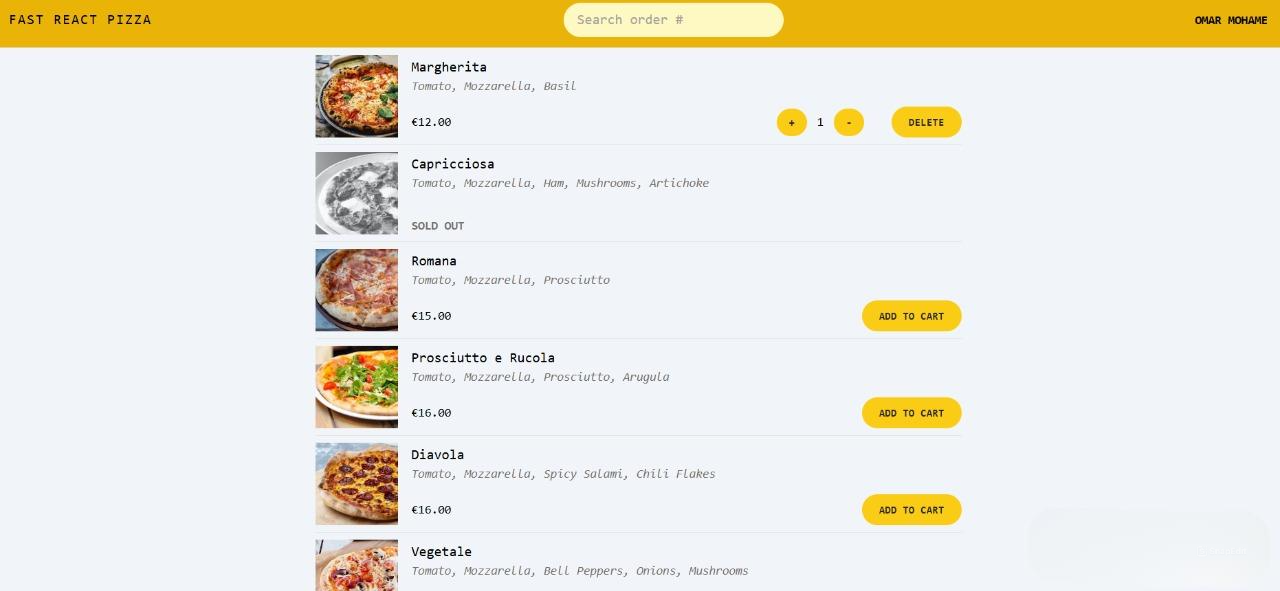 FAST REACT PIZZA
Search order #
OMAR MOHAME
Margherita
Tomato, Mozzarella, Basil
€12.00
+ 1 -
DELETE
Capricciosa
Tomato, Mozzarella, Ham, Mushrooms, Artichoke
SOLD OUT
Romana
Tomato, Mozzarella, Prosciutto
€15.00
ADD TO CART
Prosciutto e Rucola
Tomato, Mozzarella, Prosciutto, Arugula
€16.00
ADD TO CART
Diavola
Tomato, Mozzarella, Spicy Salami, Chili Flakes
€16.00
ADD TO CART
Vegetale
Tomato, Mozzarella, Bell Peppers, Onions, Mushrooms